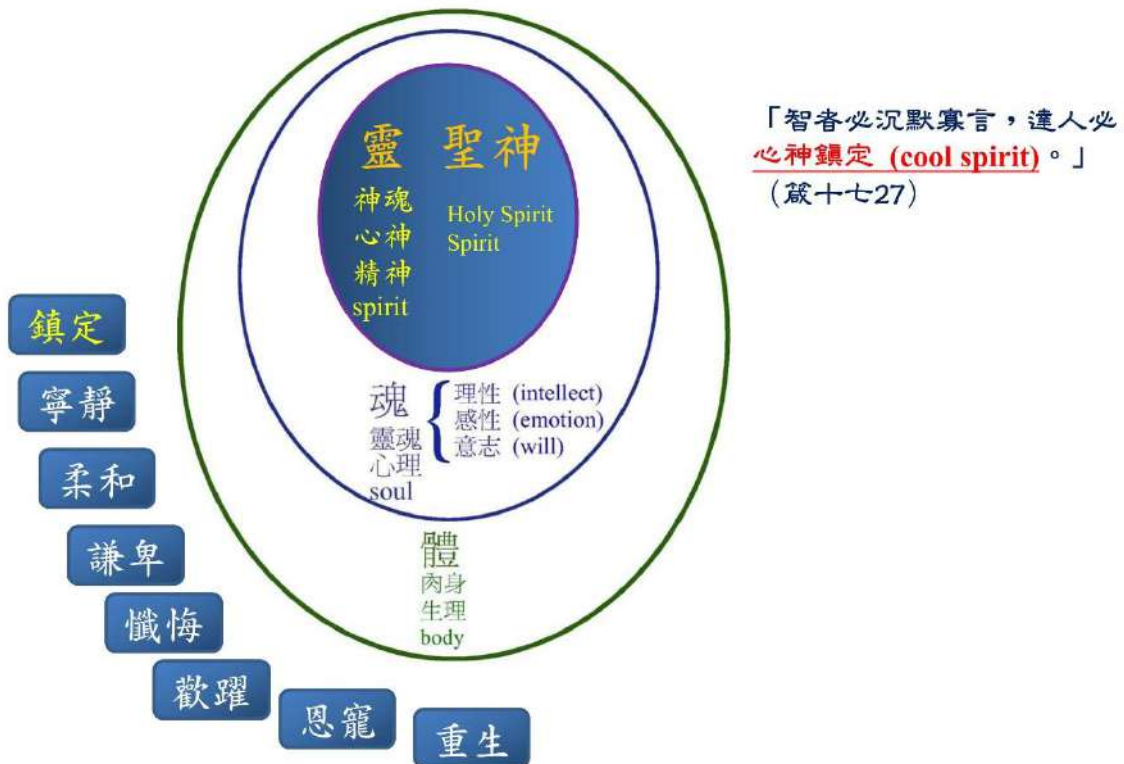 靈 聖神
神魂
心神
精神
spirit
Holy Spirit
Spirit
「智者必沉默寡言，達人必
心神鎮定 (cool spirit)。」
（箴十七27）
魂
靈魂
心理
soul
理性 (intellect)
感性 (emotion)
意志 (will)
體
肉身
生理
body
鎮定
寧靜
柔和
謙卑
懺悔
歡躍
恩寵
重生